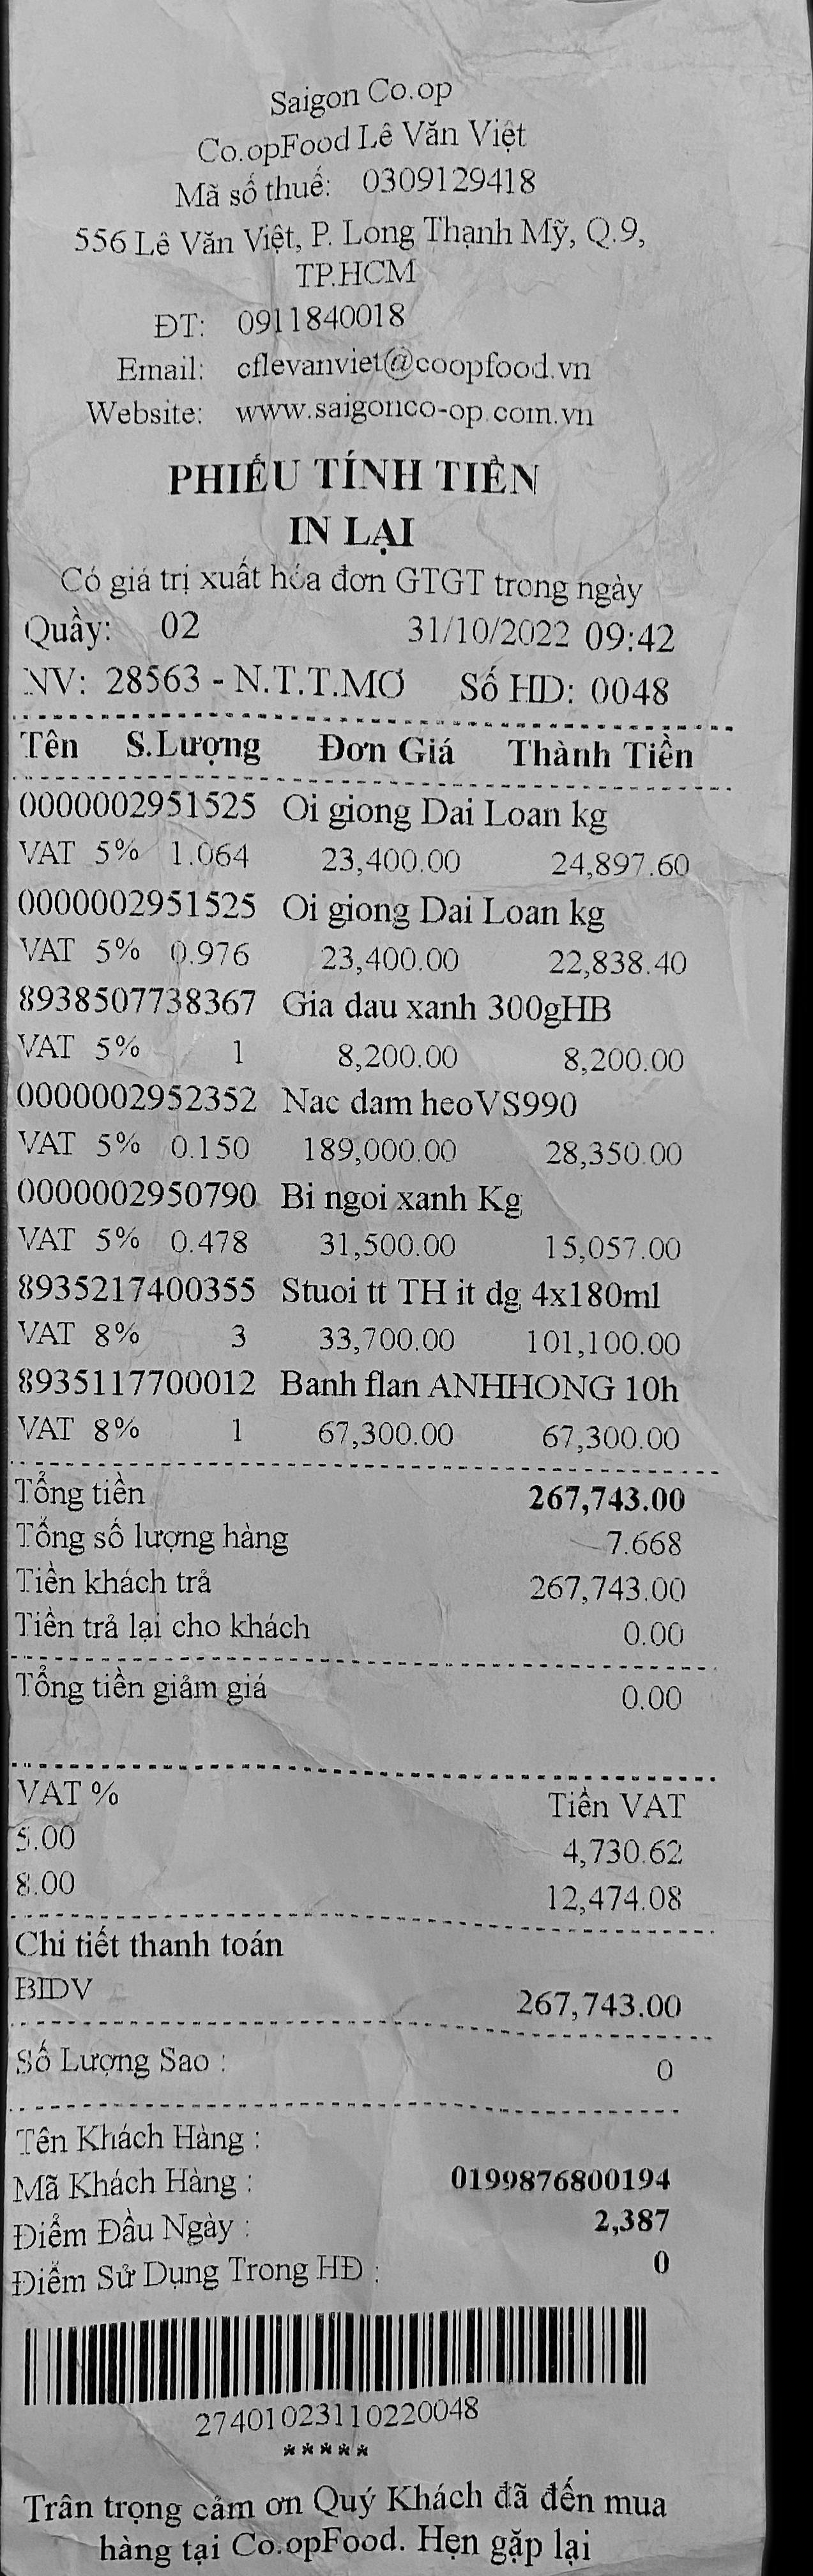 Saigon Co.op
Co.opFood Lê Văn Việt
Mã số thuế: 0309129418
556 Lê Văn Việt, P. Long Thạnh Mỹ, Q.9,
TP.HCM
ĐT: 0911840018
Email: cflevanviet@coopfood.vn
Website: www.saigonco-op.com.vn
PHIẾU TÍNH TIỀN
IN LẠI
Có giá trị xuất hóa đơn GTGT trong ngày
Quầy: 02 31/10/2022 09:42
NV: 28563 - N.T.T.MƠ Số HD: 0048
Tên S.Lượng Đơn Giá Thành Tiền
0000002951525 Oi giong Dai Loan kg
VAT 5% 1.064 23,400.00 24,897.60
0000002951525 Oi giong Dai Loan kg
VAT 5% 0.976 23,400.00 22,838.40
8938507738367 Gia dau xanh 300gHB
VAT 5% 1 8,200.00 8,200.00
0000002952352 Nac dam heoVS990
VAT 5% 0.150 189,000.00 28,350.00
0000002950790 Bi ngoi xanh Kg
VAT 5% 0.478 31,500.00 15,057.00
8935217400355 Stuoi tt TH it dg 4x180ml
VAT 8% 3 33,700.00 101,100.00
8935117700012 Banh flan ANHHONG 10h
VAT 8% 1 67,300.00 67,300.00
Tổng tiền 267,743.00
Tổng số lượng hàng 7.668
Tiền khách trả 267,743.00
Tiền trả lại cho khách 0.00
Tổng tiền giảm giá 0.00
VAT % Tiền VAT
5.00 4,730.62
8.00 12,474.08
Chi tiết thanh toán
BIDV 267,743.00
Số Lượng Sao : 0
Tên Khách Hàng :
Mã Khách Hàng : 0199876800194
Điểm Đầu Ngày : 2,387
Điểm Sử Dụng Trong HĐ : 0
27401023110220048
*****
Trân trọng cảm ơn Quý Khách đã đến mua
hàng tại Co.opFood. Hẹn gặp lại